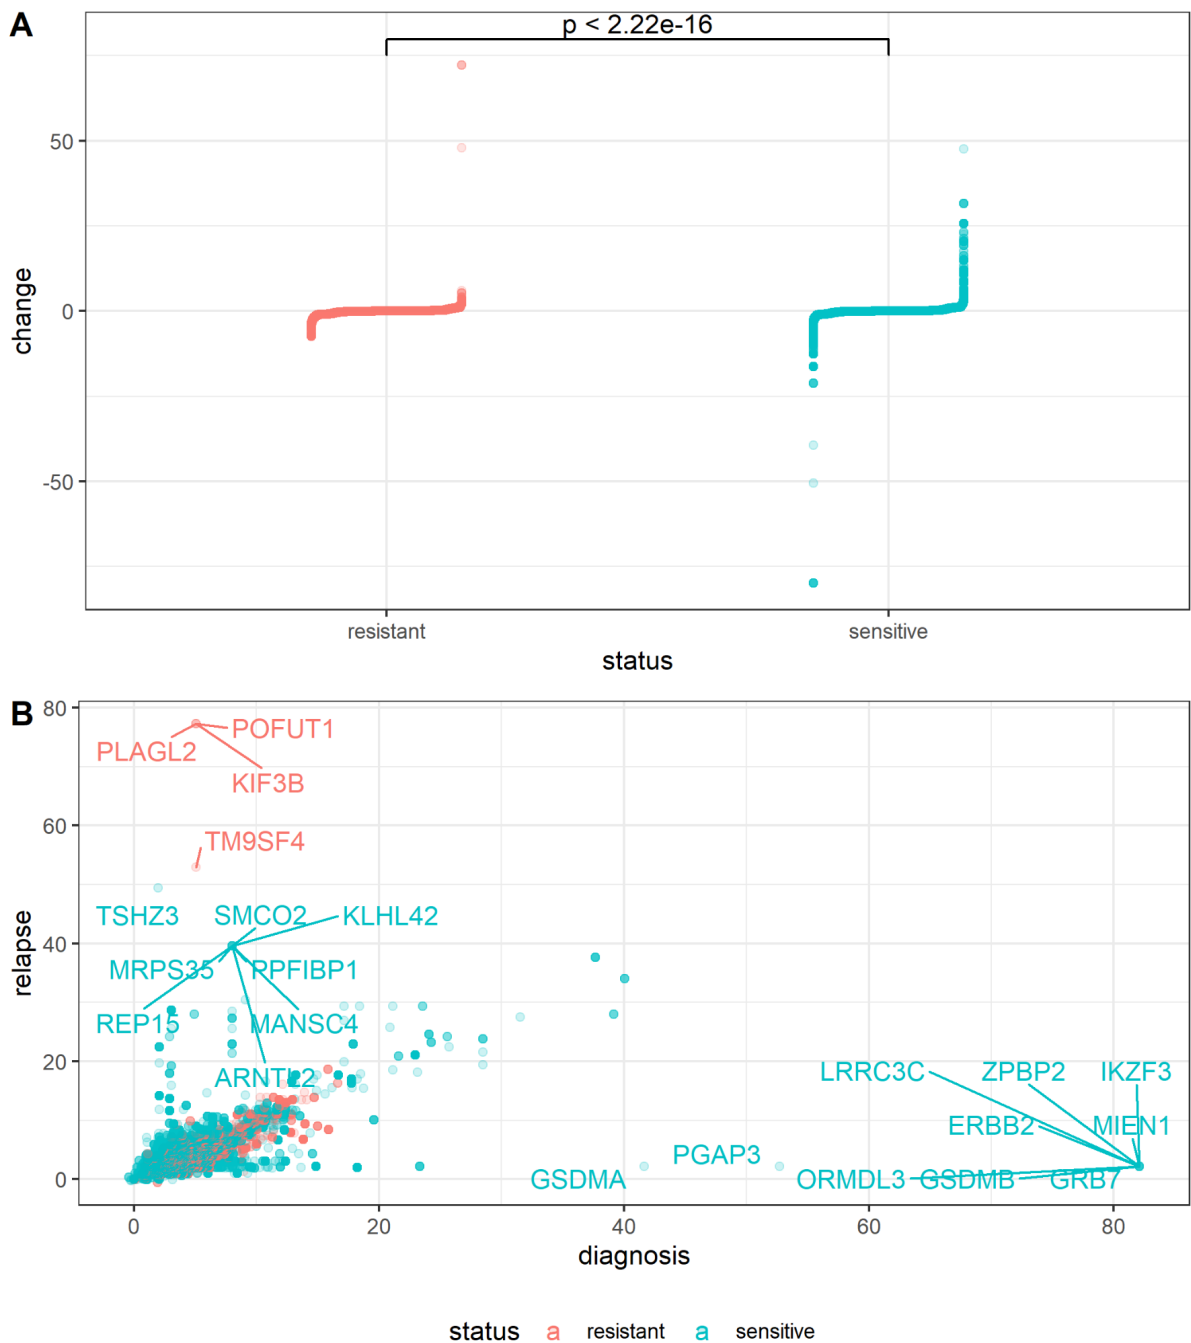 A
p < 2.22e-16
50
0
-50
change
resistant
sensitive
status
B
80
60
40
20
0
relapse
POFUT1
PLAGL2
KIF3B
TM9SF4
TSHZ3
SMCO2
KLHL42
MRPS35
PPFIBP1
REP15
MANSC4
ARNTL2
LRRC3C
ZPBP2
IKZF3
ERBB2
MIEN1
PGAP3
GSDMA
ORMDL3
GSDMB
GRB7
0
20
40
60
80
diagnosis
status a resistant a sensitive